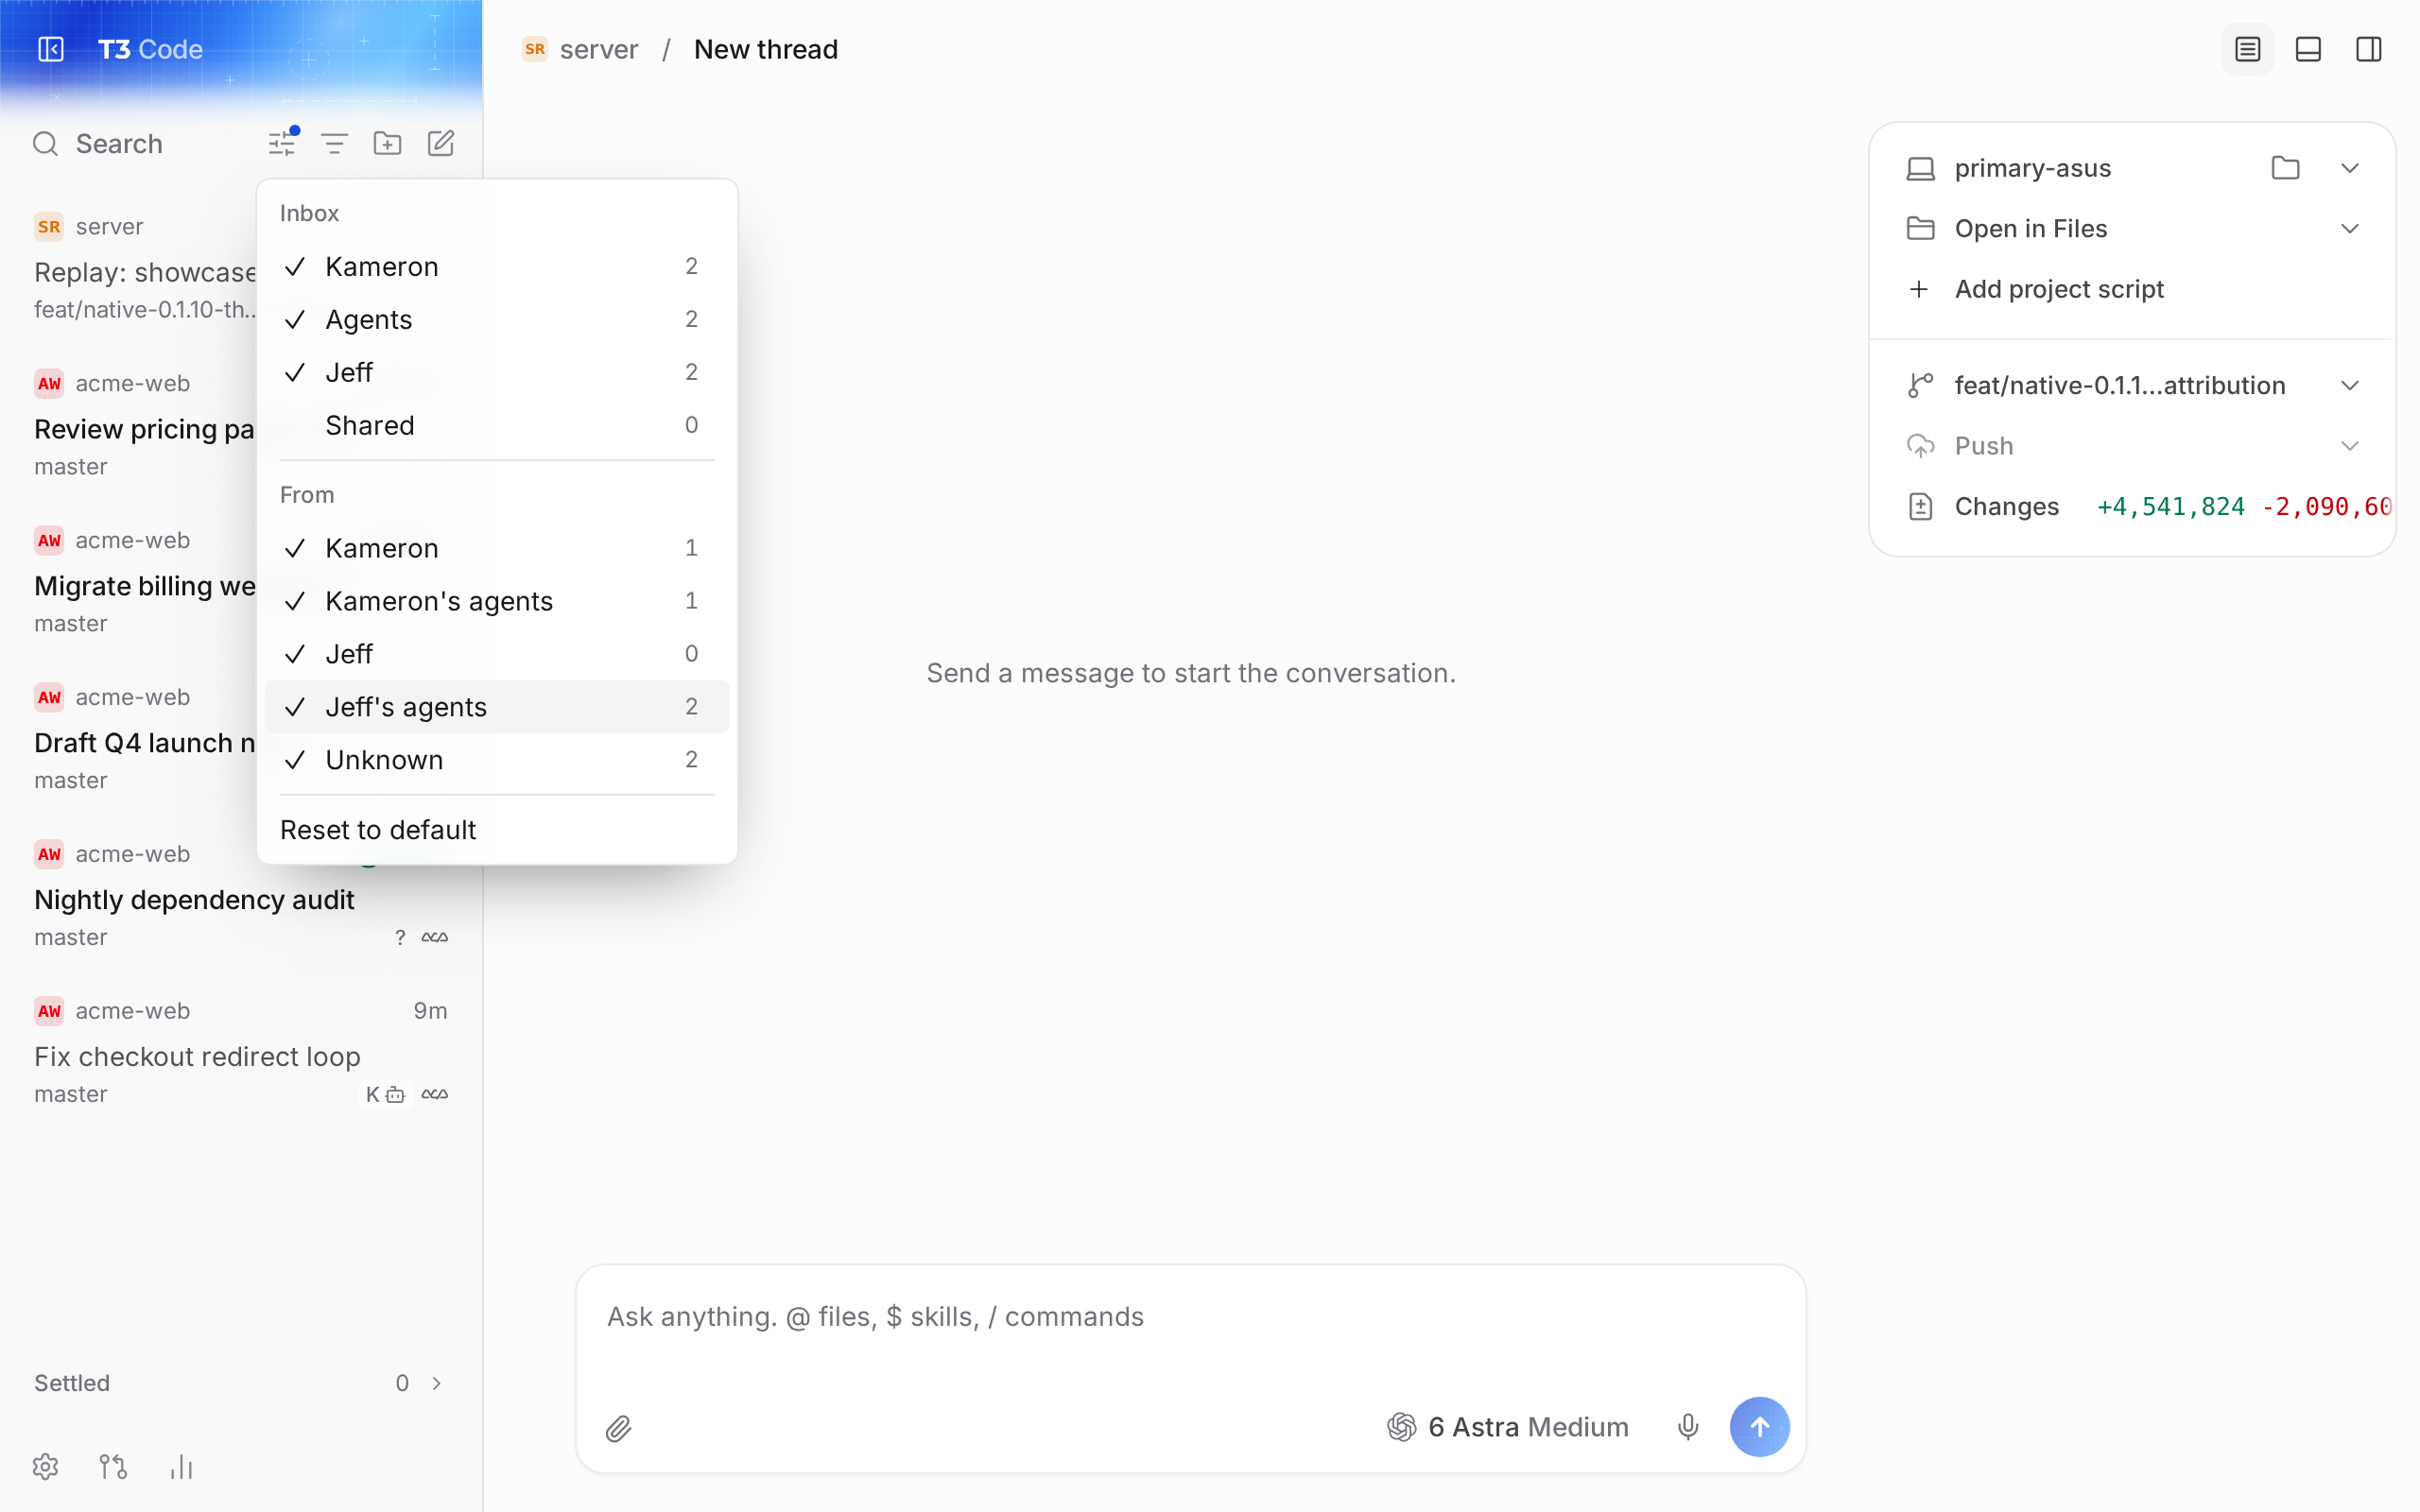 T3 Code
SR server / New thread
Search
SR server
Replay: showcase
feat/native-0.1.10-th...
AW acme-web
Review pricing pa
master
AW acme-web
Migrate billing we
master
AW acme-web
Draft Q4 launch n
master
AW acme-web
Nightly dependency audit
master ?
AW acme-web 9m
Fix checkout redirect loop
master K
Settled 0
Inbox
Kameron 2
Agents 2
Jeff 2
Shared 0
From
Kameron 1
Kameron's agents 1
Jeff 0
Jeff's agents 2
Unknown 2
Reset to default
Send a message to start the conversation.
Ask anything. @ files, $ skills, / commands
6 Astra Medium
primary-asus
Open in Files
Add project script
feat/native-0.1.1...attribution
Push
Changes +4,541,824 -2,090,60